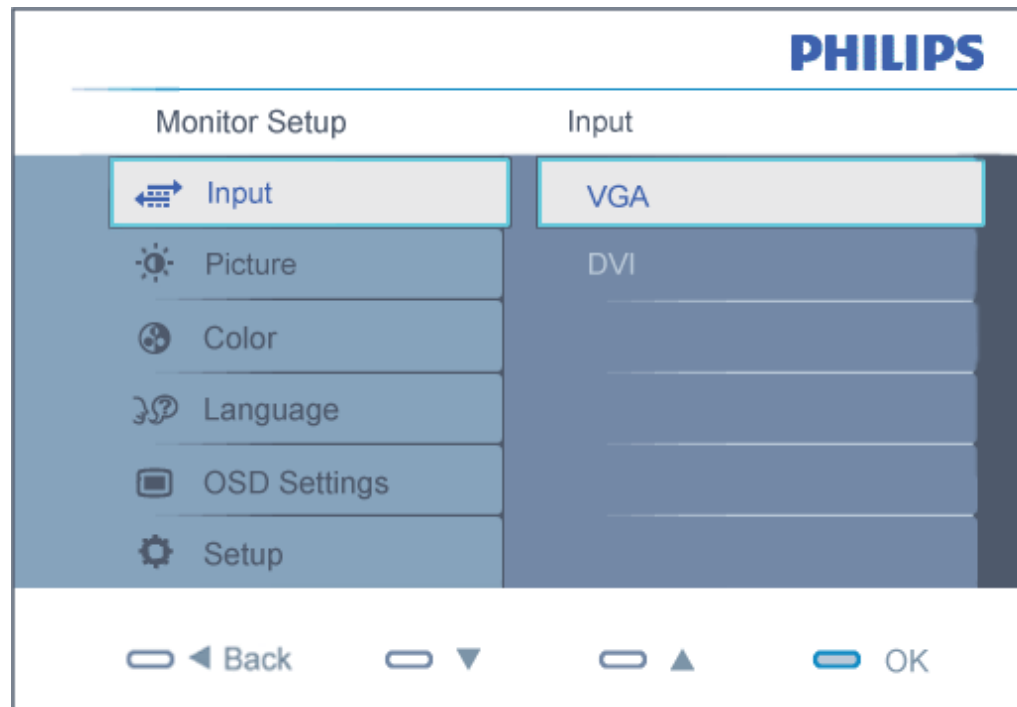 PHILIPS
Monitor Setup Input
Input VGA
Picture DVI
Color
Language
OSD Settings
Setup
Back OK